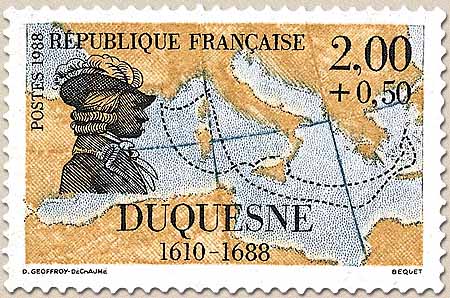 POSTES 1988
RÉPUBLIQUE FRANÇAISE
2,00
+0,50
DUQUESNE
1610-1688
D. GEOFFROY-DECHAUME
BEQUET